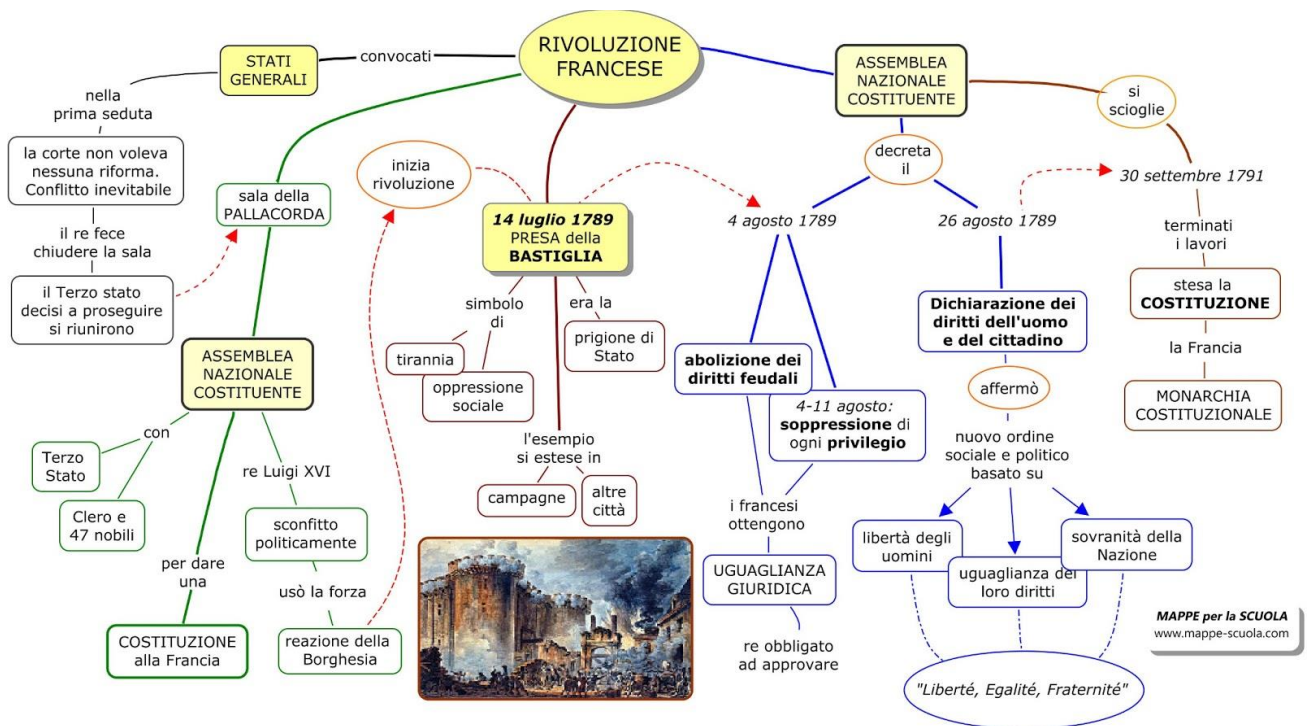 RIVOLUZIONE
FRANCESE
convocati
STATI
GENERALI
nella
prima seduta
la corte non voleva
nessuna riforma.
Conflitto inevitabile
il re fece
chiudere la sala
il Terzo stato
decisi a proseguire
si riunirono
sala della
PALLACORDA
ASSEMBLEA
NAZIONALE
COSTITUENTE
con
Terzo
Stato
Clero e
47 nobili
per dare
una
COSTITUZIONE
alla Francia
re Luigi XVI
sconfitto
politicamente
usò la forza
reazione della
Borghesia
inizia
rivoluzione
14 luglio 1789
PRESA della
BASTIGLIA
simbolo
di
tirannia
oppressione
sociale
era la
prigione di
Stato
l'esempio
si estese in
campagne
altre
città
ASSEMBLEA
NAZIONALE
COSTITUENTE
decreta
il
4 agosto 1789
abolizione dei
diritti feudali
4-11 agosto:
soppressione di
ogni privilegio
i francesi
ottengono
UGUAGLIANZA
GIURIDICA
re obbligato
ad approvare
26 agosto 1789
Dichiarazione dei
diritti dell'uomo
e del cittadino
affermò
nuovo ordine
sociale e politico
basato su
libertà degli
uomini
uguaglianza dei
loro diritti
sovranità della
Nazione
"Liberté, Egalité, Fraternité"
si
scioglie
30 settembre 1791
terminati
i lavori
stesa la
COSTITUZIONE
la Francia
MONARCHIA
COSTITUZIONALE
MAPPE per la SCUOLA
www.mappe-scuola.com